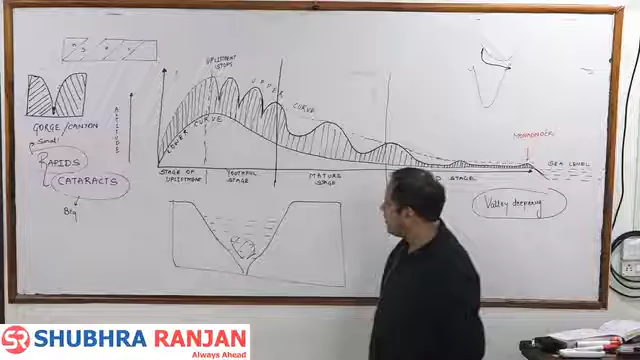 UPLIFTMENT
STOPS
UPPER
CURVE
GORGE/CANYON
Small
RAPIDS
CATARACTS
Big
ALTITUDE
LOWER CURVE
STAGE OF
UPLIFTMENT
YOUTHFUL
STAGE
MATURE
STAGE
STAGE
MONADNOCK
SEA LEVEL
Valley deepening
SR SHUBHRA RANJAN
Always Ahead